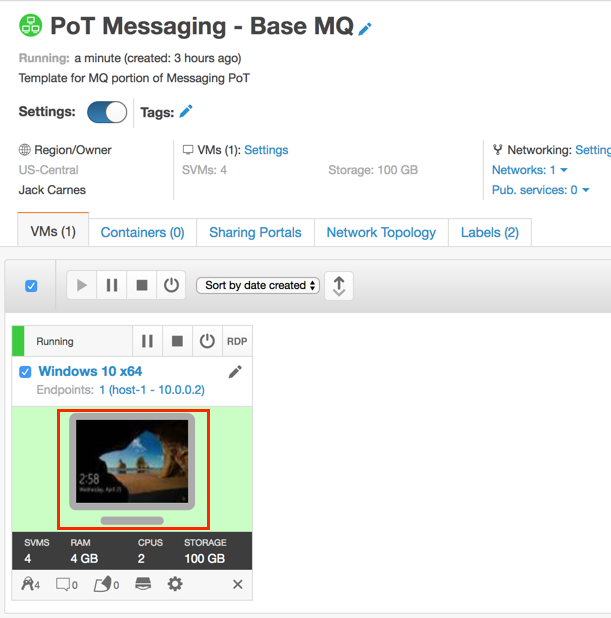 PoT Messaging - Base MQ
Running: a minute (created: 3 hours ago)
Template for MQ portion of Messaging PoT
Settings: Tags:
Region/Owner VMs (1): Settings Networking: Setting
US-Central SVMs: 4 Storage: 100 GB Networks: 1
Jack Carnes Pub. services: 0
VMs (1) Containers (0) Sharing Portals Network Topology Labels (2)
Sort by date created
Running RDP
Windows 10 x64
Endpoints: 1 (host-1 - 10.0.0.2)
2:58
Wednesday, April 25
SVMS RAM CPUS STORAGE
4 4 GB 2 100 GB
4 0 0